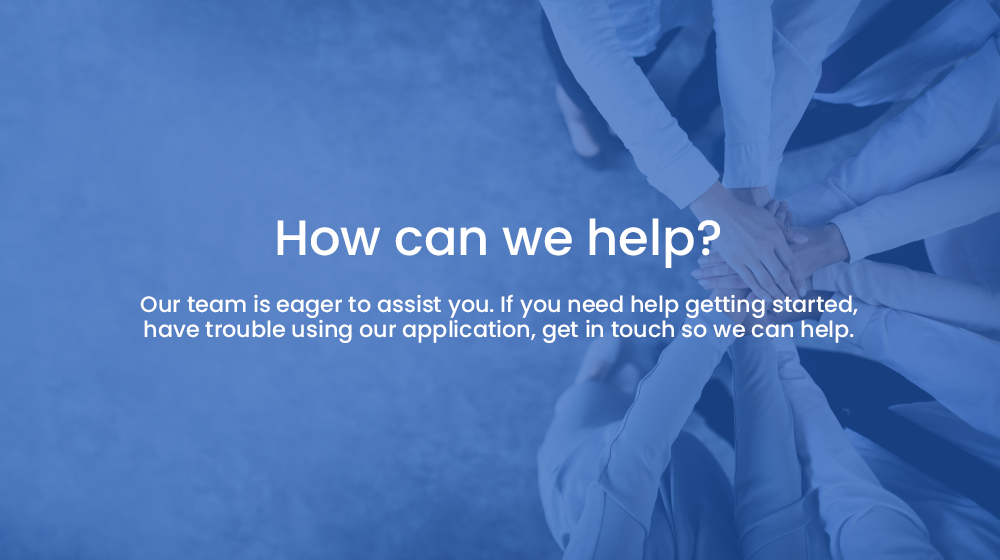 How can we help?
Our team is eager to assist you. If you need help getting started,
have trouble using our application, get in touch so we can help.